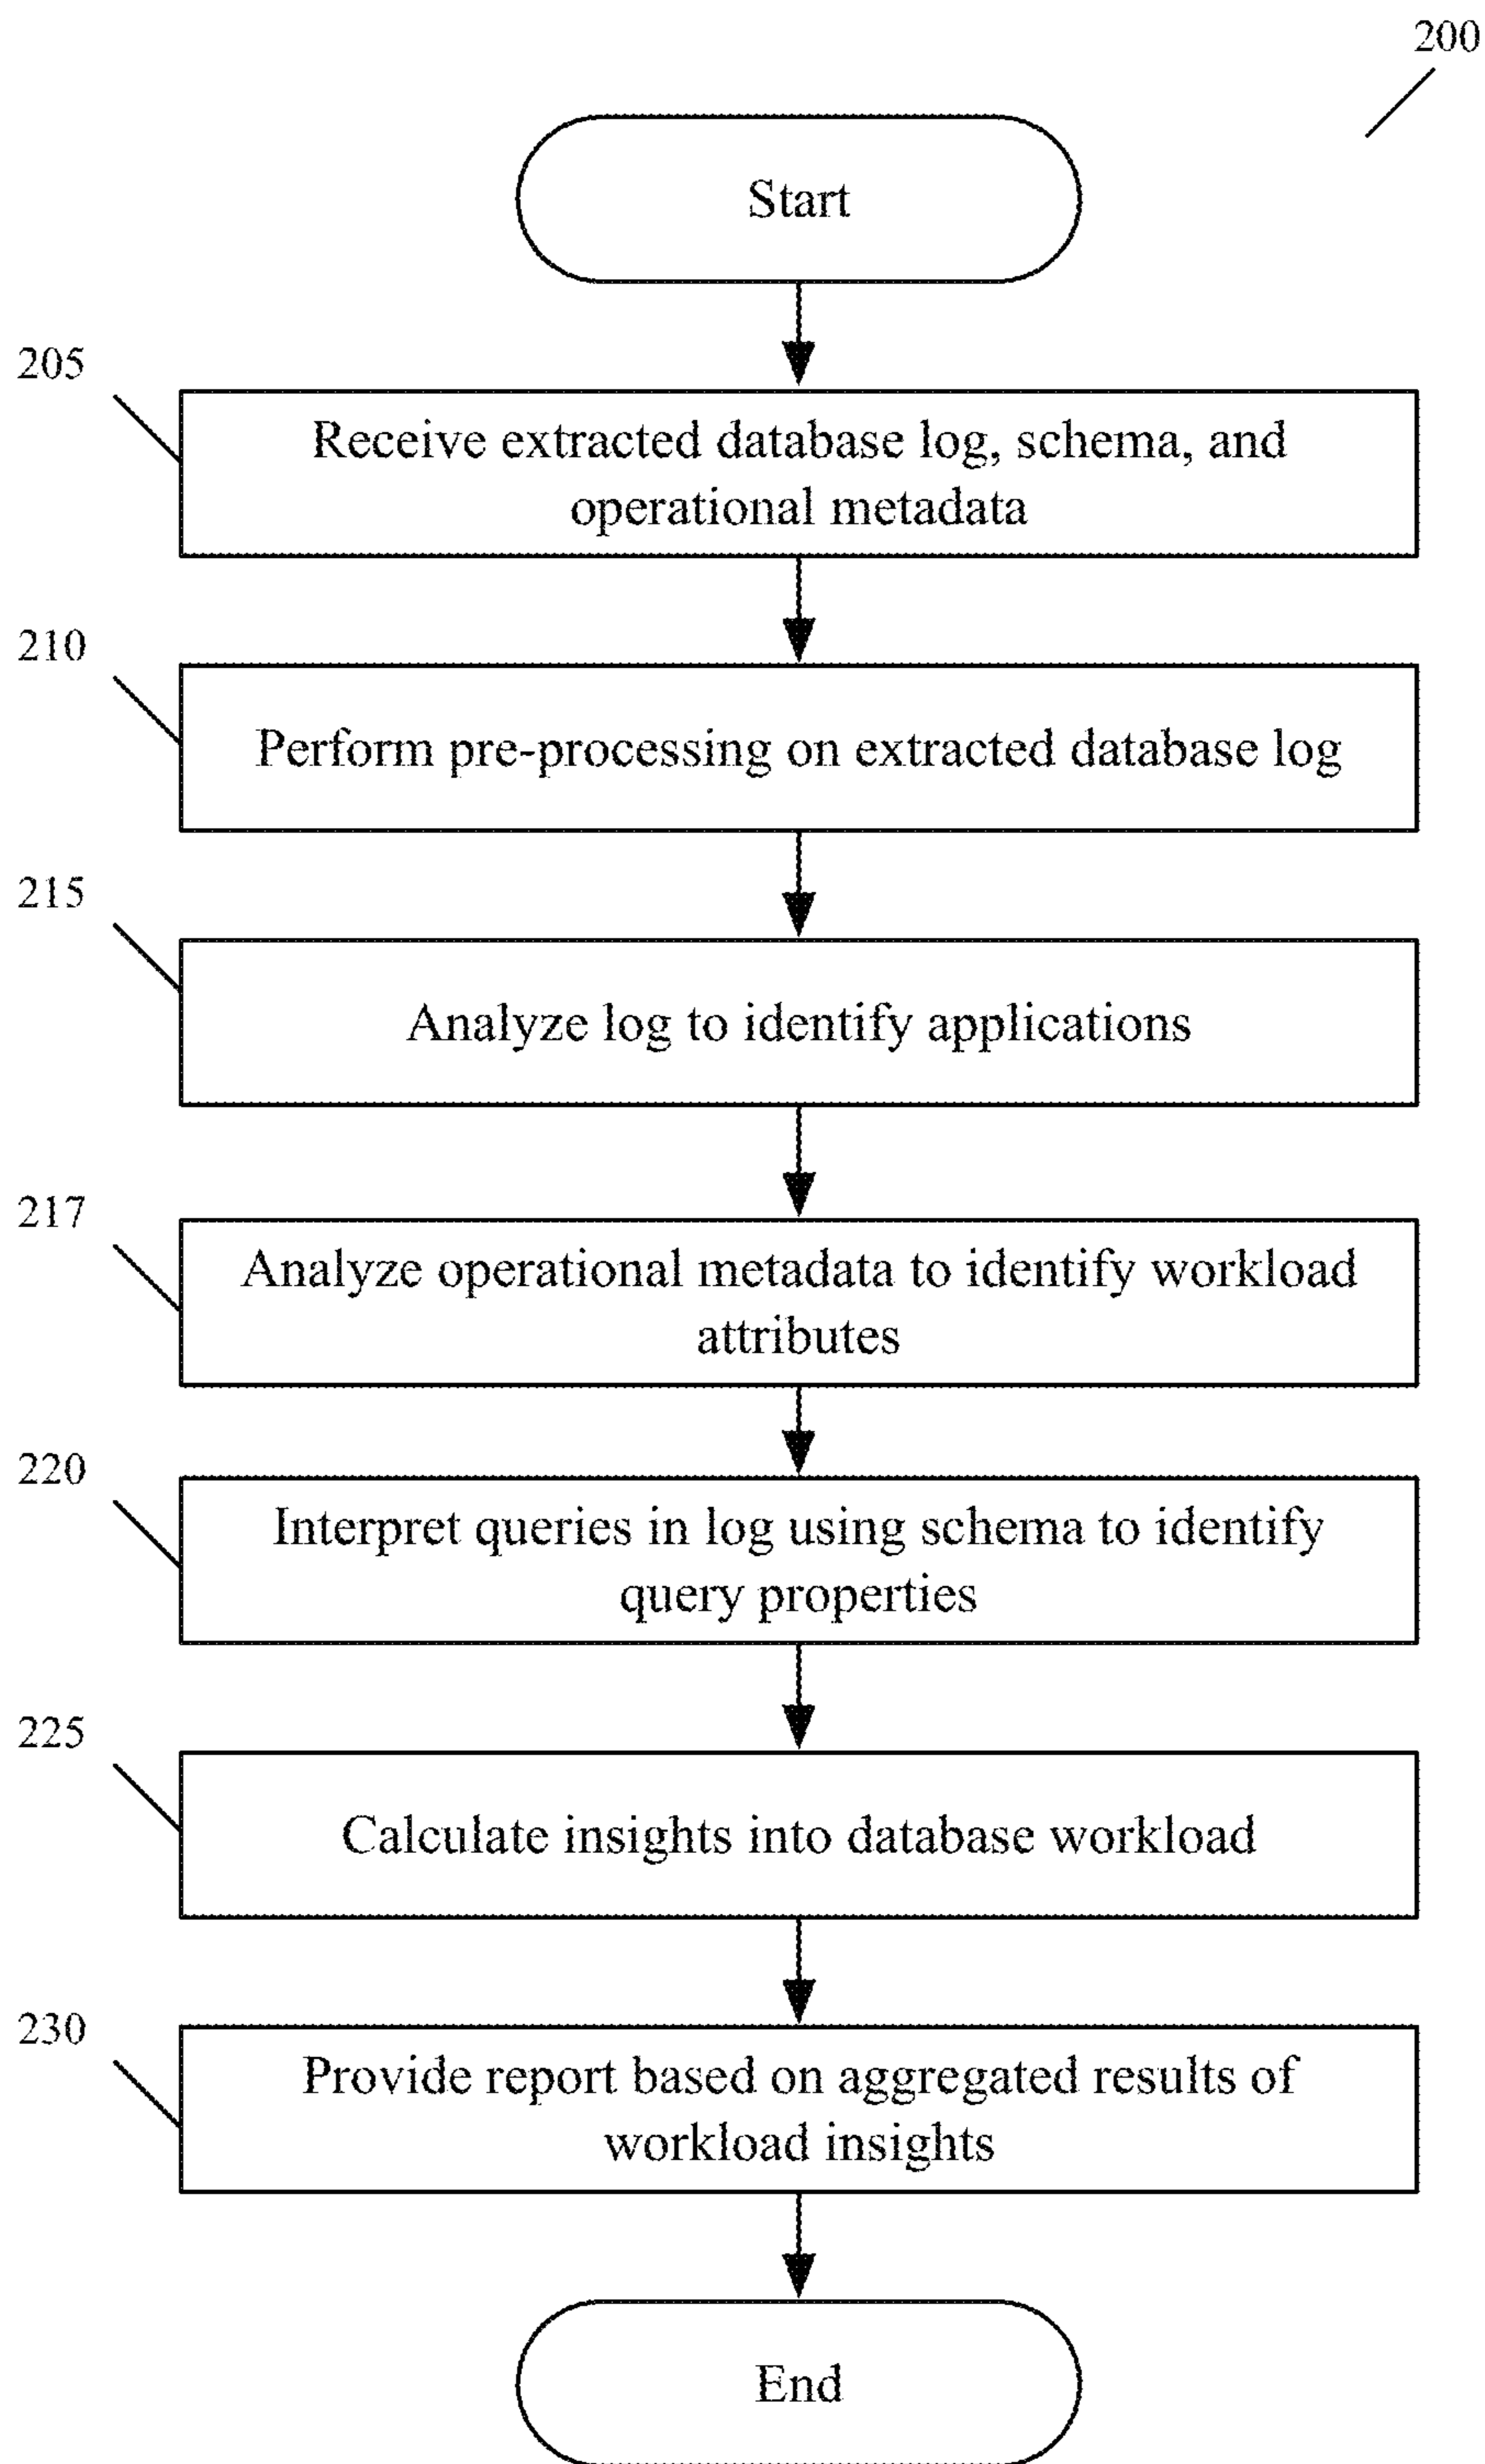 200
Start
205
Receive extracted database log, schema, and
operational metadata
210
Perform pre-processing on extracted database log
215
Analyze log to identify applications
217
Analyze operational metadata to identify workload
attributes
220
Interpret queries in log using schema to identify
query properties
225
Calculate insights into database workload
230
Provide report based on aggregated results of
workload insights
End